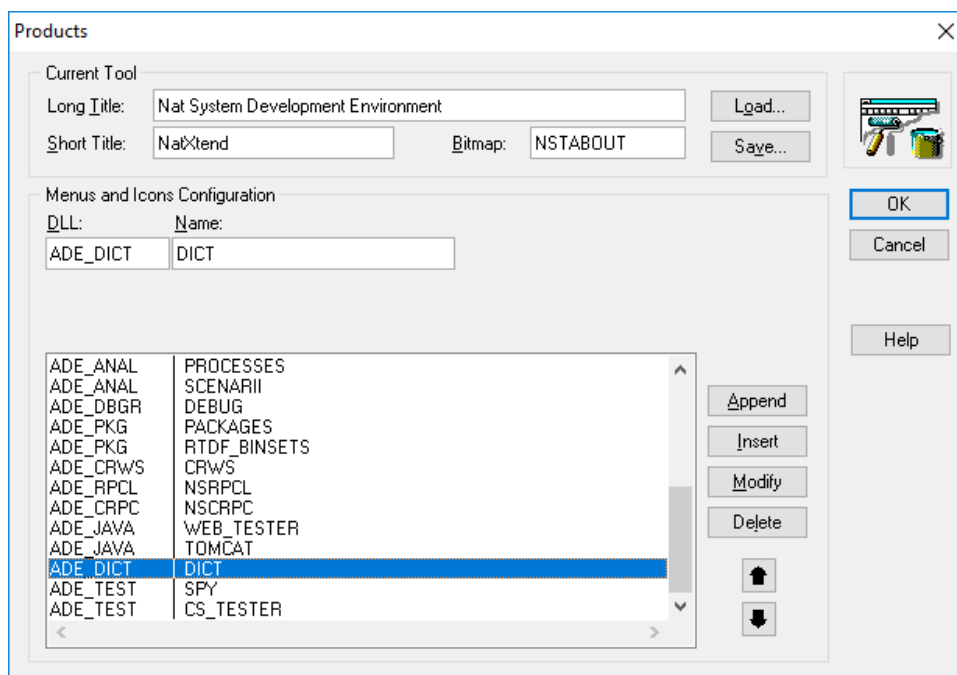 Products
Current Tool
Long Title: Nat System Development Environment Load...
Short Title: NatXtend Bitmap: NSTABOUT Save...
Menus and Icons Configuration
OK
DLL: Name:
Cancel
ADE_DICT DICT
Help
ADE_ANAL PROCESSES
ADE_ANAL SCENARII
ADE_DBGR DEBUG
ADE_PKG PACKAGES
ADE_PKG RTDF_BINSETS
ADE_CRWS CRWS
ADE_RPCL NSRPCL
ADE_CRPC NSCRPC
ADE_JAVA WEB_TESTER
ADE_JAVA TOMCAT
ADE_DICT DICT
ADE_TEST SPY
ADE_TEST CS_TESTER
Append
Insert
Modify
Delete